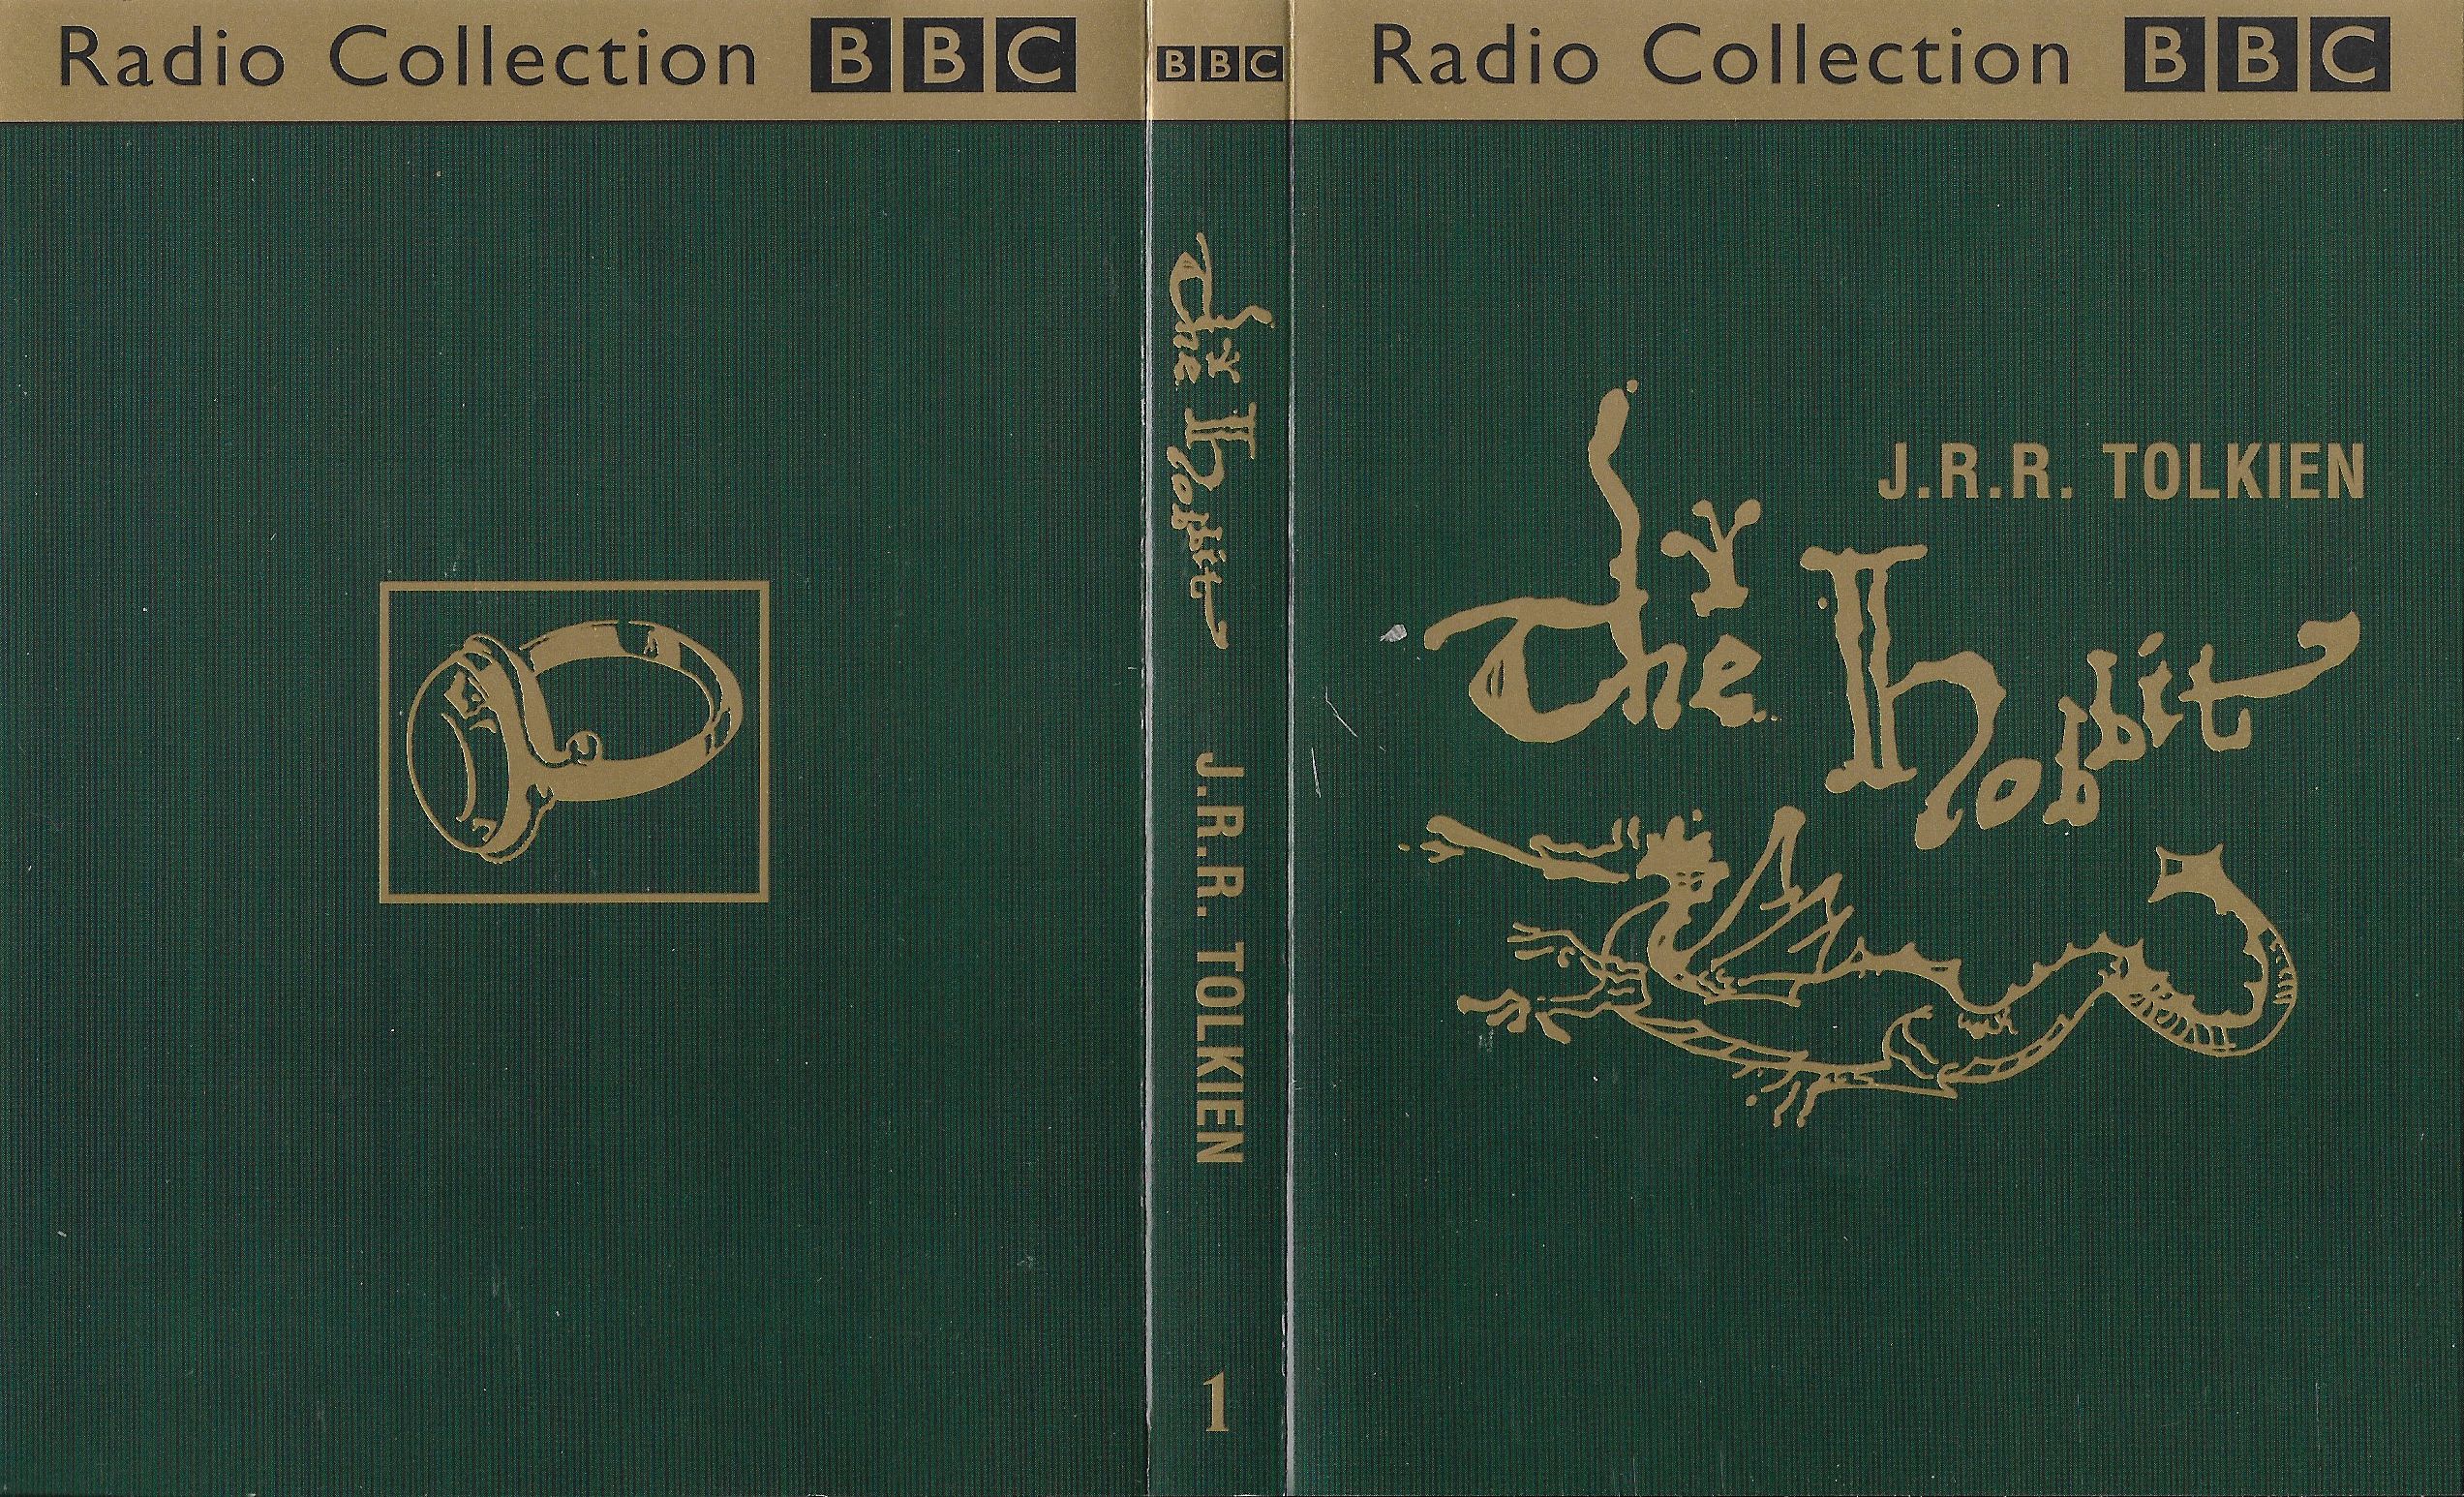 Radio Collection BBC
BBC
The Hobbit
J.R.R. TOLKIEN
1
Radio Collection BBC
J.R.R. TOLKIEN
The Hobbit